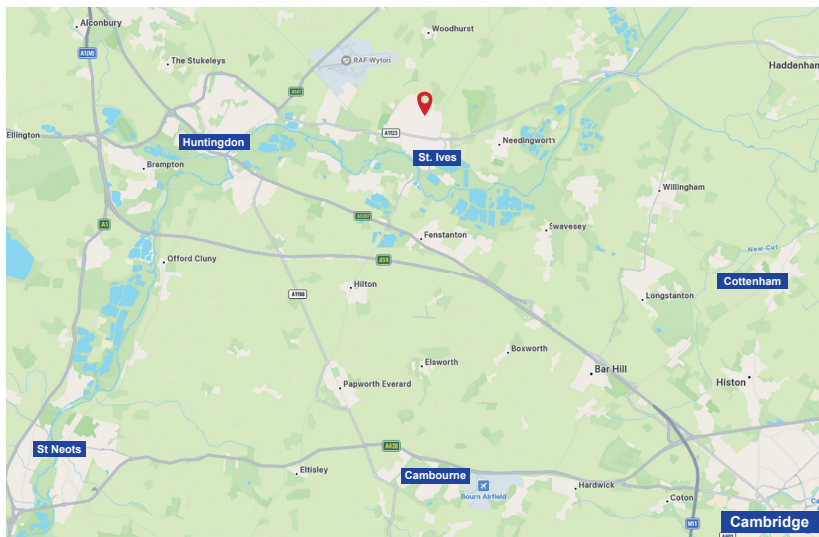 Alconbury
Woodhurst
A1(M)
The Stukeleys
RAF Wyton
Haddenham
A141
Ellington
Huntingdon
A1123
Needingworth
St. Ives
Brampton
Willingham
A1
A1307
Swavesey
Fenstanton
New Cut
Offord Cluny
A14
Cottenham
Hilton
A1198
Longstanton
Boxworth
Elsworth
Bar Hill
Papworth Everard
Histon
A428
St Neots
Eltisley
Cambourne
Bourn Airfield
Hardwick
Coton
M11
Cambridge